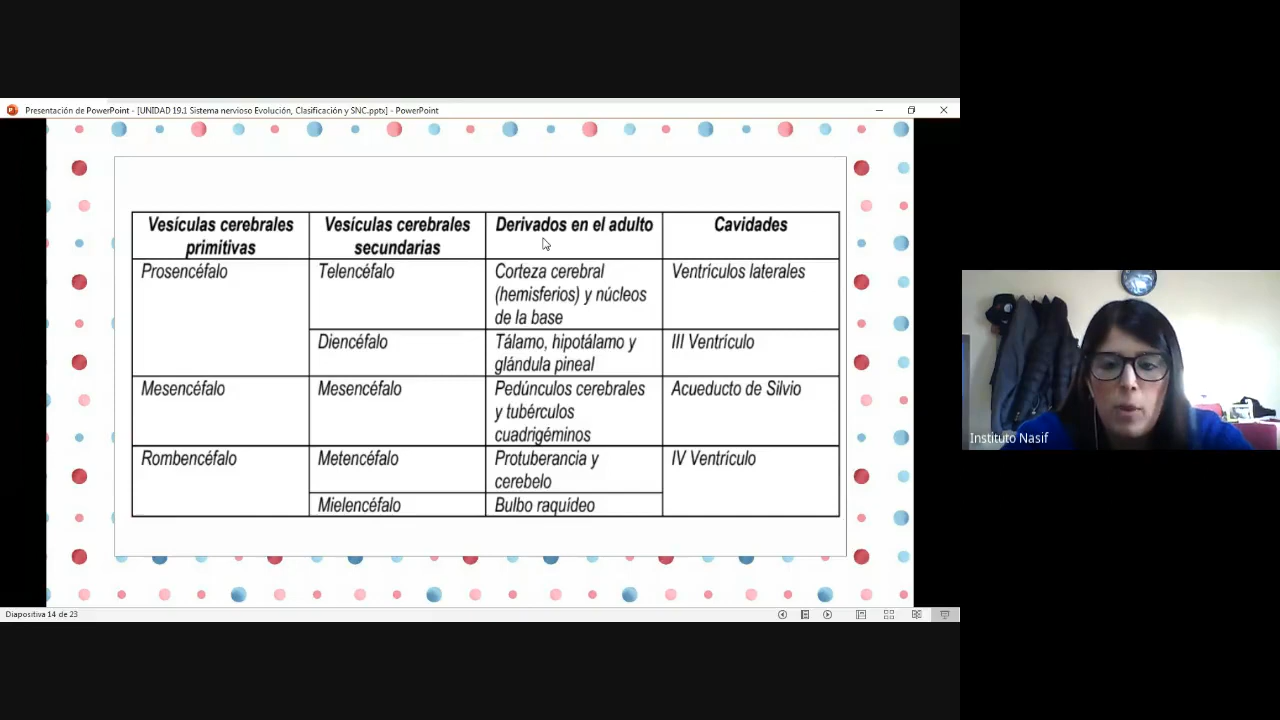 Presentación de PowerPoint - [UNIDAD 19.1 Sistema nervioso Evolución, Clasificación y SNC.pptx] - PowerPoint
Vesículas cerebrales primitivas
Vesículas cerebrales secundarias
Derivados en el adulto
Cavidades
Prosencéfalo
Telencéfalo
Corteza cerebral
(hemisferios) y núcleos
de la base
Ventrículos laterales
Diencéfalo
Tálamo, hipotálamo y
glándula pineal
III Ventrículo
Mesencéfalo
Mesencéfalo
Pedúnculos cerebrales
y tubérculos
cuadrigéminos
Acueducto de Silvio
Rombencéfalo
Metencéfalo
Protuberancia y
cerebelo
IV Ventrículo
Mielencéfalo
Bulbo raquídeo
Instituto Nasif
Diapositiva 14 de 23